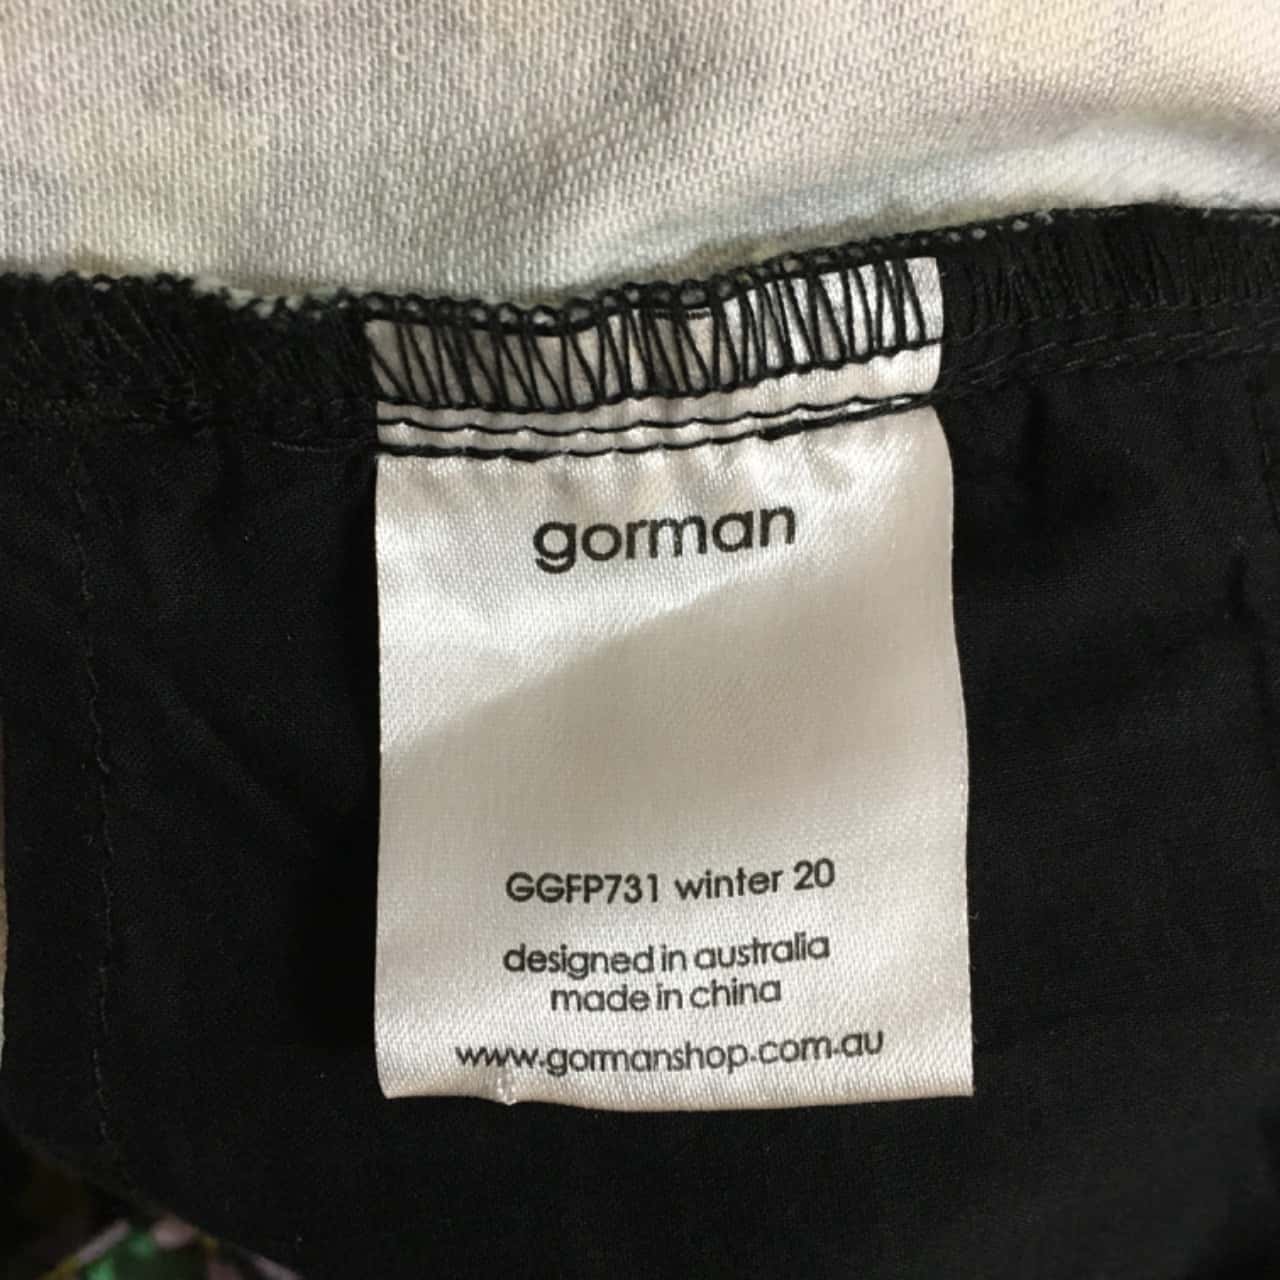 gorman
GGFP731 winter 20
designed in australia
made in china
www.gormanshop.com.au